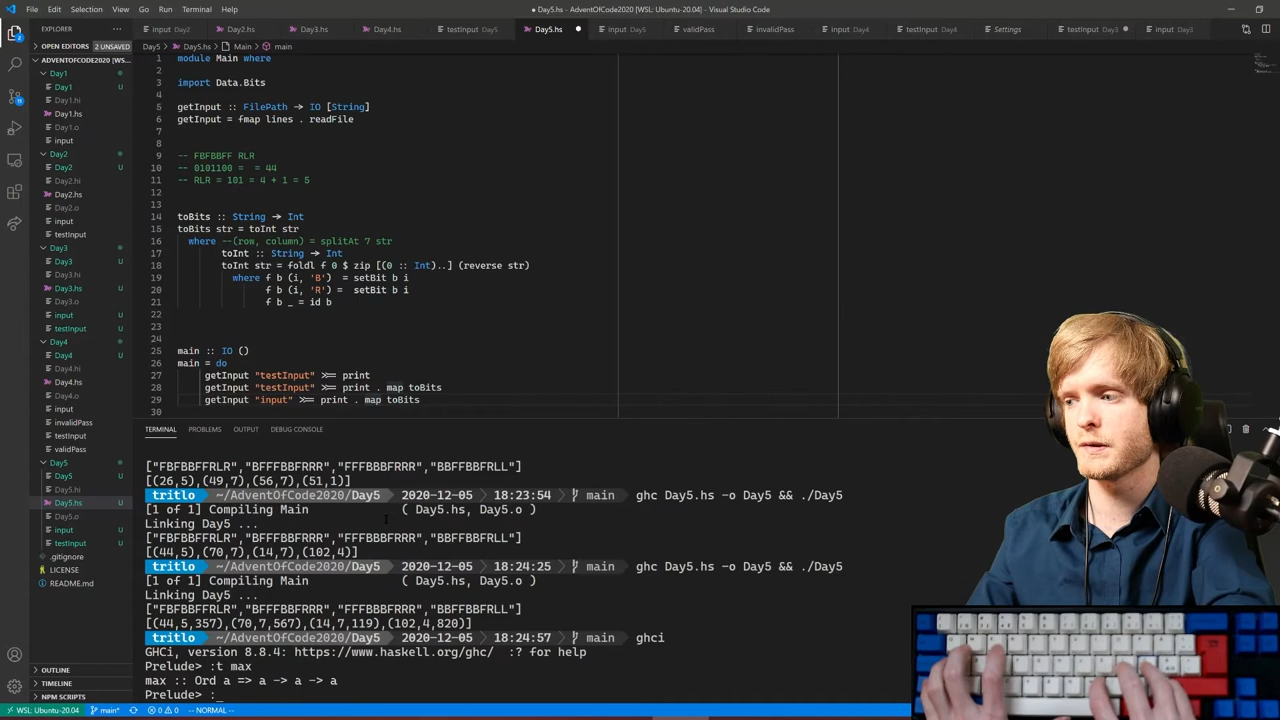 File Edit Selection View Go Run Terminal Help
● Day5.hs - AdventOfCode2020 [WSL: Ubuntu-20.04] - Visual Studio Code
EXPLORER
input Day2 Day2.hs Day3.hs Day4.hs testInput Day5 Day5.hs input Day5 validPass invalidPass input Day4 testInput Day2 Settings testInput Day3 input Day3
OPEN EDITORS 2 UNSAVED
Day5 > Day5.hs > Main > main
ADVENTOFCODE2020 [WS...
Day1
Day1 U
Day1.hi
Day1.hs U
Day1.o
input
Day2
Day2 U
Day2.hi
Day2.hs U
Day2.o
input
testInput U
Day3
Day3 U
Day3.hi
Day3.hs U
Day3.o
input U
testInput U
Day4
Day4 U
Day4.hi
Day4.hs U
Day4.o
input
invalidPass U
testInput U
validPass U
Day5
Day5 U
Day5.hi
Day5.hs U
Day5.o
input U
testInput U
.gitignore
LICENSE
README.md
OUTLINE
TIMELINE
NPM SCRIPTS
1 module Main where
2
3 import Data.Bits
4
5 getInput :: FilePath → IO [String]
6 getInput = fmap lines . readFile
7
8
9 -- FBFBBFF RLR
10 -- 0101100 = = 44
11 -- RLR = 101 = 4 + 1 = 5
12
13
14 toBits :: String → Int
15 toBits str = toInt str
16 where --(row, column) = splitAt 7 str
17 toInt :: String → Int
18 toInt str = foldl f 0 $ zip [(0 :: Int)..] (reverse str)
19 where f b (i, 'B') = setBit b i
20 f b (i, 'R') = setBit b i
21 f b _ = id b
22
23
24
25 main :: IO ()
26 main = do
27 getInput "testInput" >>= print
28 getInput "testInput" >>= print . map toBits
29 getInput "input" >>= print . map toBits
30
TERMINAL PROBLEMS OUTPUT DEBUG CONSOLE
["FBFBBFFRLR","BFFFBBFRRR","FFFBBBFRRR","BBFFBBFRLL"]
[(26,5),(49,7),(56,7),(51,1)]
tritlo ~/AdventOfCode2020/Day5 2020-12-05 18:23:54 main ghc Day5.hs -o Day5 && ./Day5
[1 of 1] Compiling Main ( Day5.hs, Day5.o )
Linking Day5 ...
["FBFBBFFRLR","BFFFBBFRRR","FFFBBBFRRR","BBFFBBFRLL"]
[(44,5),(70,7),(14,7),(102,4)]
tritlo ~/AdventOfCode2020/Day5 2020-12-05 18:24:25 main ghc Day5.hs -o Day5 && ./Day5
[1 of 1] Compiling Main ( Day5.hs, Day5.o )
Linking Day5 ...
["FBFBBFFRLR","BFFFBBFRRR","FFFBBBFRRR","BBFFBBFRLL"]
[(44,5,357),(70,7,567),(14,7,119),(102,4,820)]
tritlo ~/AdventOfCode2020/Day5 2020-12-05 18:24:57 main ghci
GHCi, version 8.8.4: https://www.haskell.org/ghc/ :? for help
Prelude> :t max
max :: Ord a => a -> a -> a
Prelude> :
WSL: Ubuntu-20.04 main* 0 0 -- NORMAL --